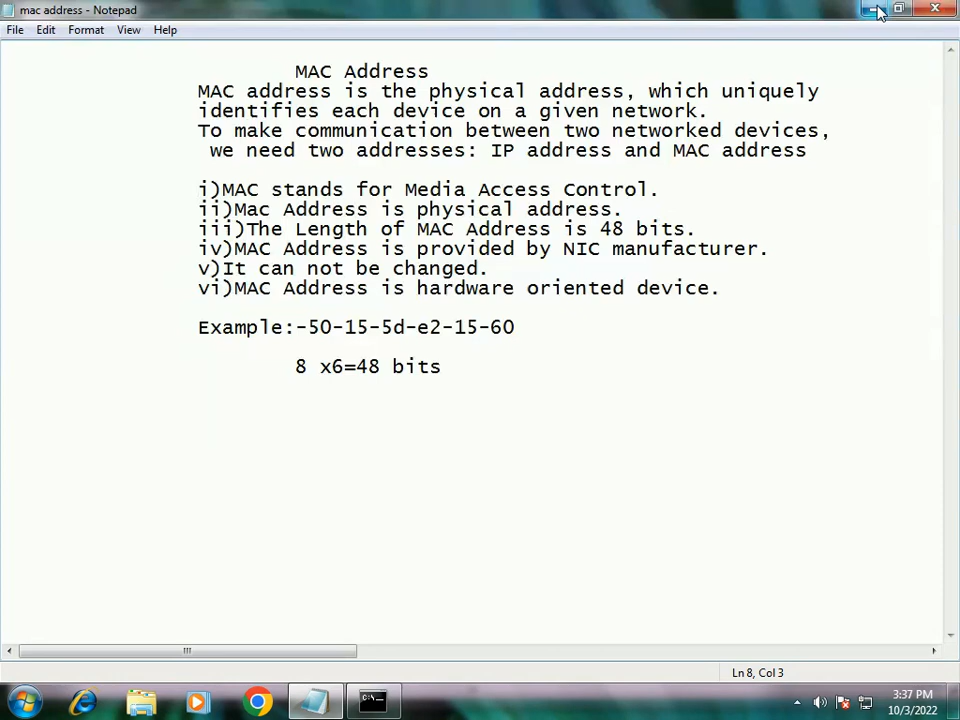 mac address - Notepad
File Edit Format View Help
MAC Address
MAC address is the physical address, which uniquely
identifies each device on a given network.
To make communication between two networked devices,
we need two addresses: IP address and MAC address
i)MAC stands for Media Access Control.
ii)Mac Address is physical address.
iii)The Length of MAC Address is 48 bits.
iv)MAC Address is provided by NIC manufacturer.
v)It can not be changed.
vi)MAC Address is hardware oriented device.
Example:-50-15-5d-e2-15-60
8 x6=48 bits
Ln 8, Col 3
3:37 PM
10/3/2022